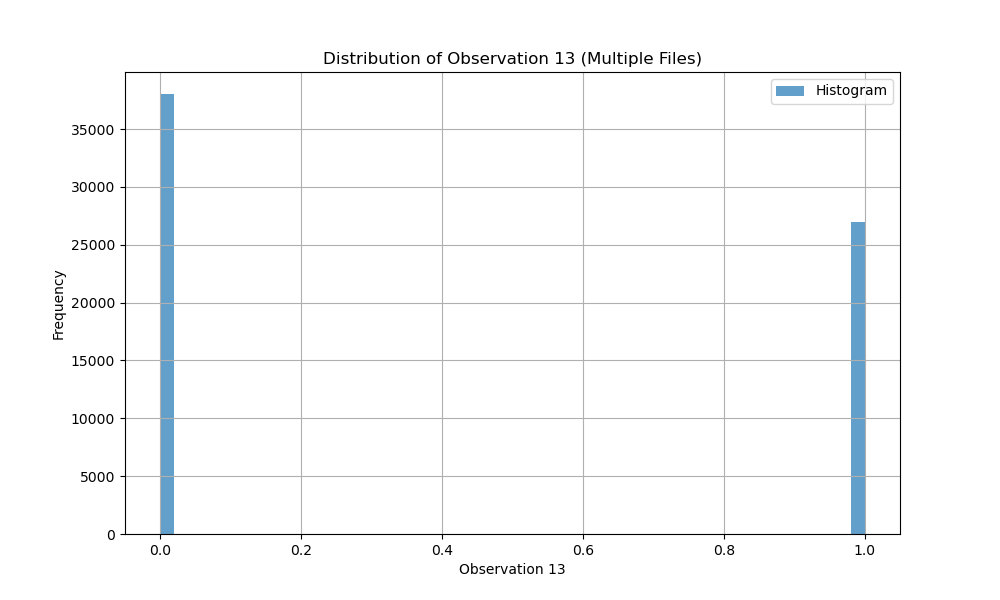 Distribution of Observation 13 (Multiple Files)
Histogram
35000
30000
25000
20000
15000
10000
5000
0
Frequency
0.0 0.2 0.4 0.6 0.8 1.0
Observation 13